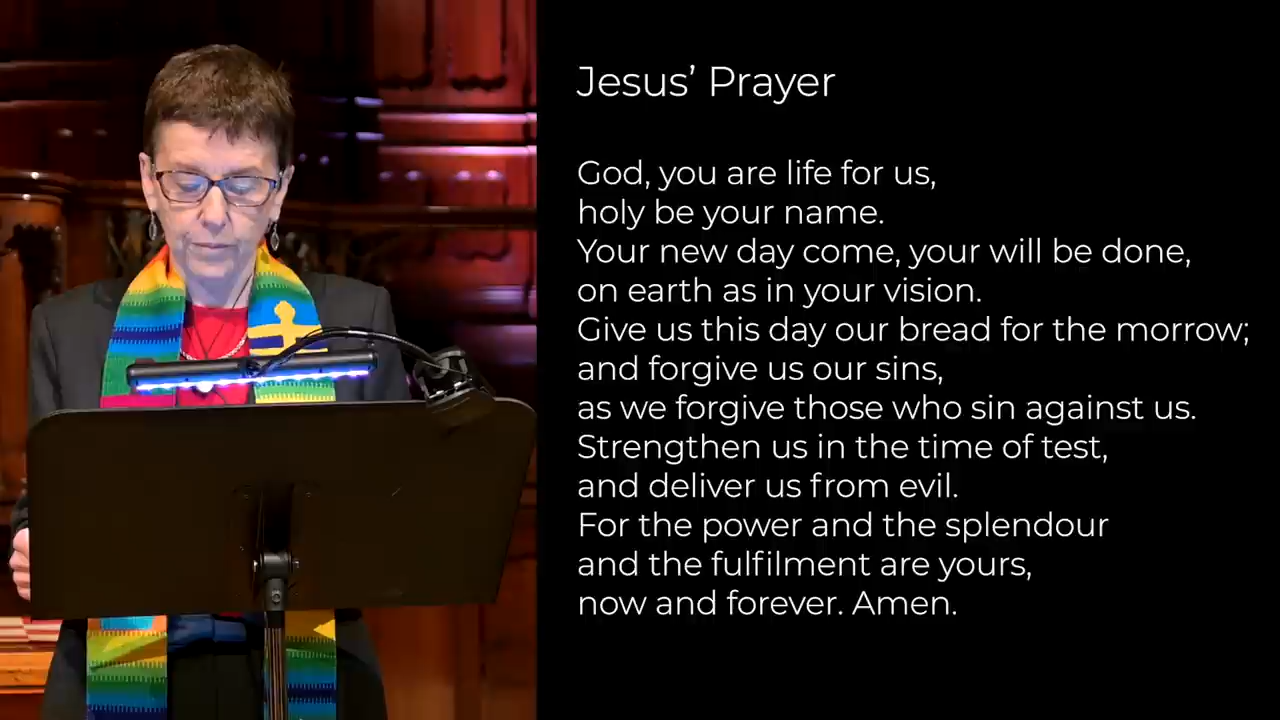 Jesus’ Prayer
God, you are life for us,
holy be your name.
Your new day come, your will be done,
on earth as in your vision.
Give us this day our bread for the morrow;
and forgive us our sins,
as we forgive those who sin against us.
Strengthen us in the time of test,
and deliver us from evil.
For the power and the splendour
and the fulfilment are yours,
now and forever. Amen.